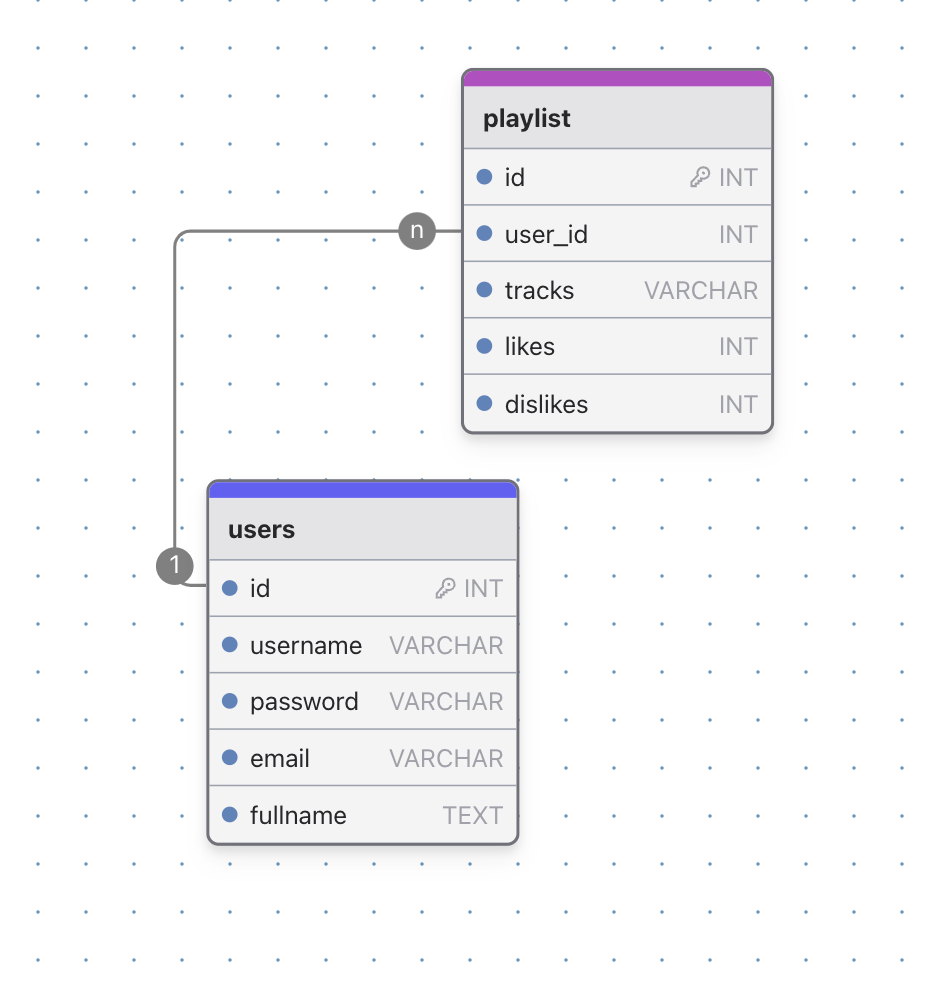 playlist
id INT
user_id INT
n
tracks VARCHAR
likes INT
dislikes INT
users
1
id INT
username VARCHAR
password VARCHAR
email VARCHAR
fullname TEXT